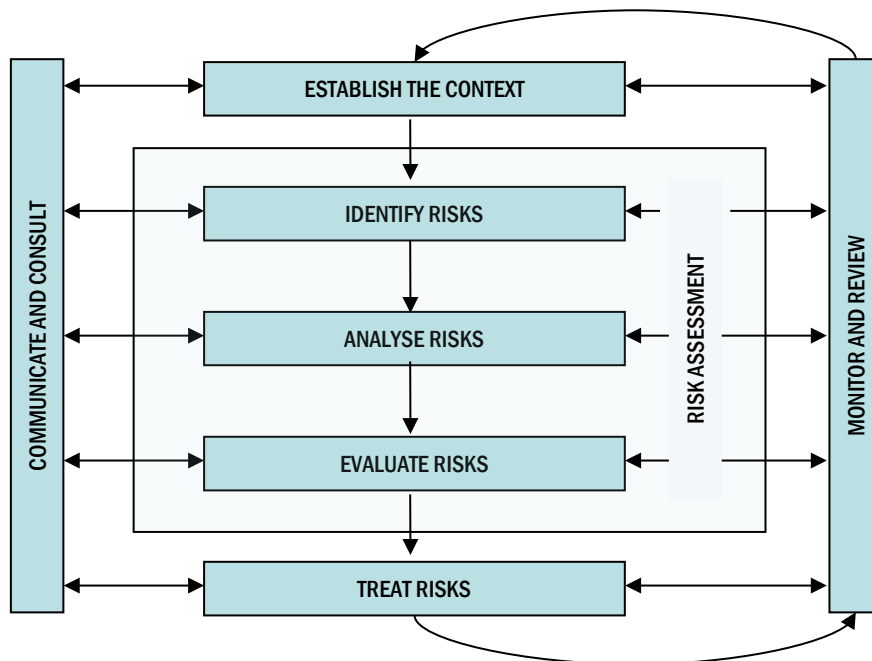 ESTABLISH THE CONTEXT
COMMUNICATE AND CONSULT
IDENTIFY RISKS
ANALYSE RISKS
EVALUATE RISKS
RISK ASSESSMENT
MONITOR AND REVIEW
TREAT RISKS